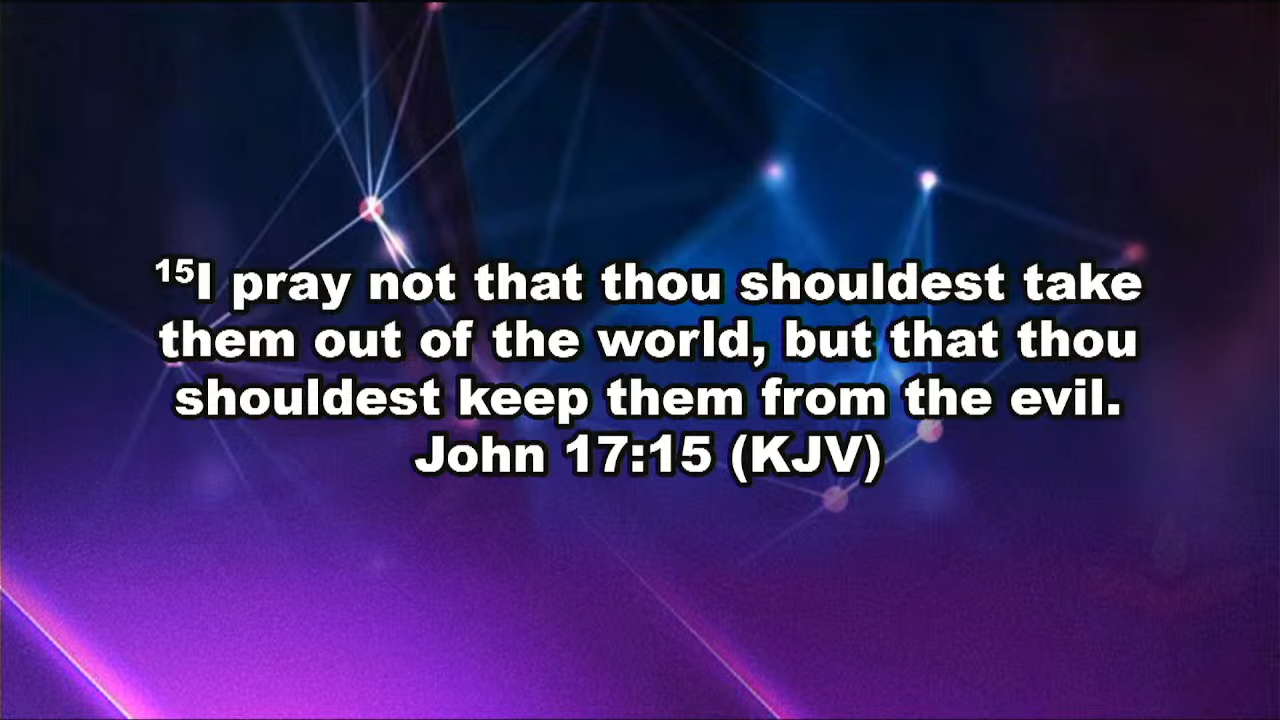 ¹⁵I pray not that thou shouldest take
them out of the world, but that thou
shouldest keep them from the evil.
John 17:15 (KJV)